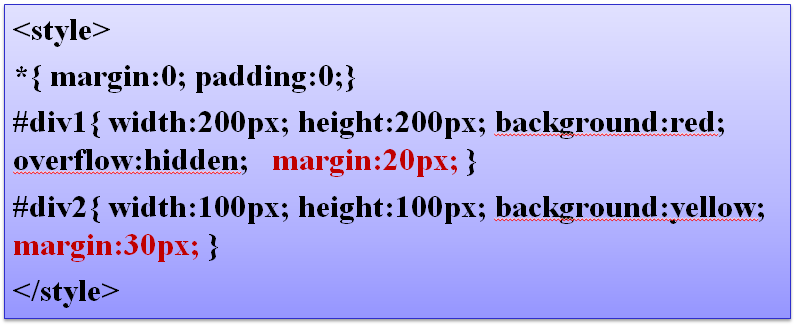 <style>
*{ margin:0; padding:0;}
#div1{ width:200px; height:200px; background:red;
overflow:hidden;   margin:20px; }
#div2{ width:100px; height:100px; background:yellow;
margin:30px; }
</style>